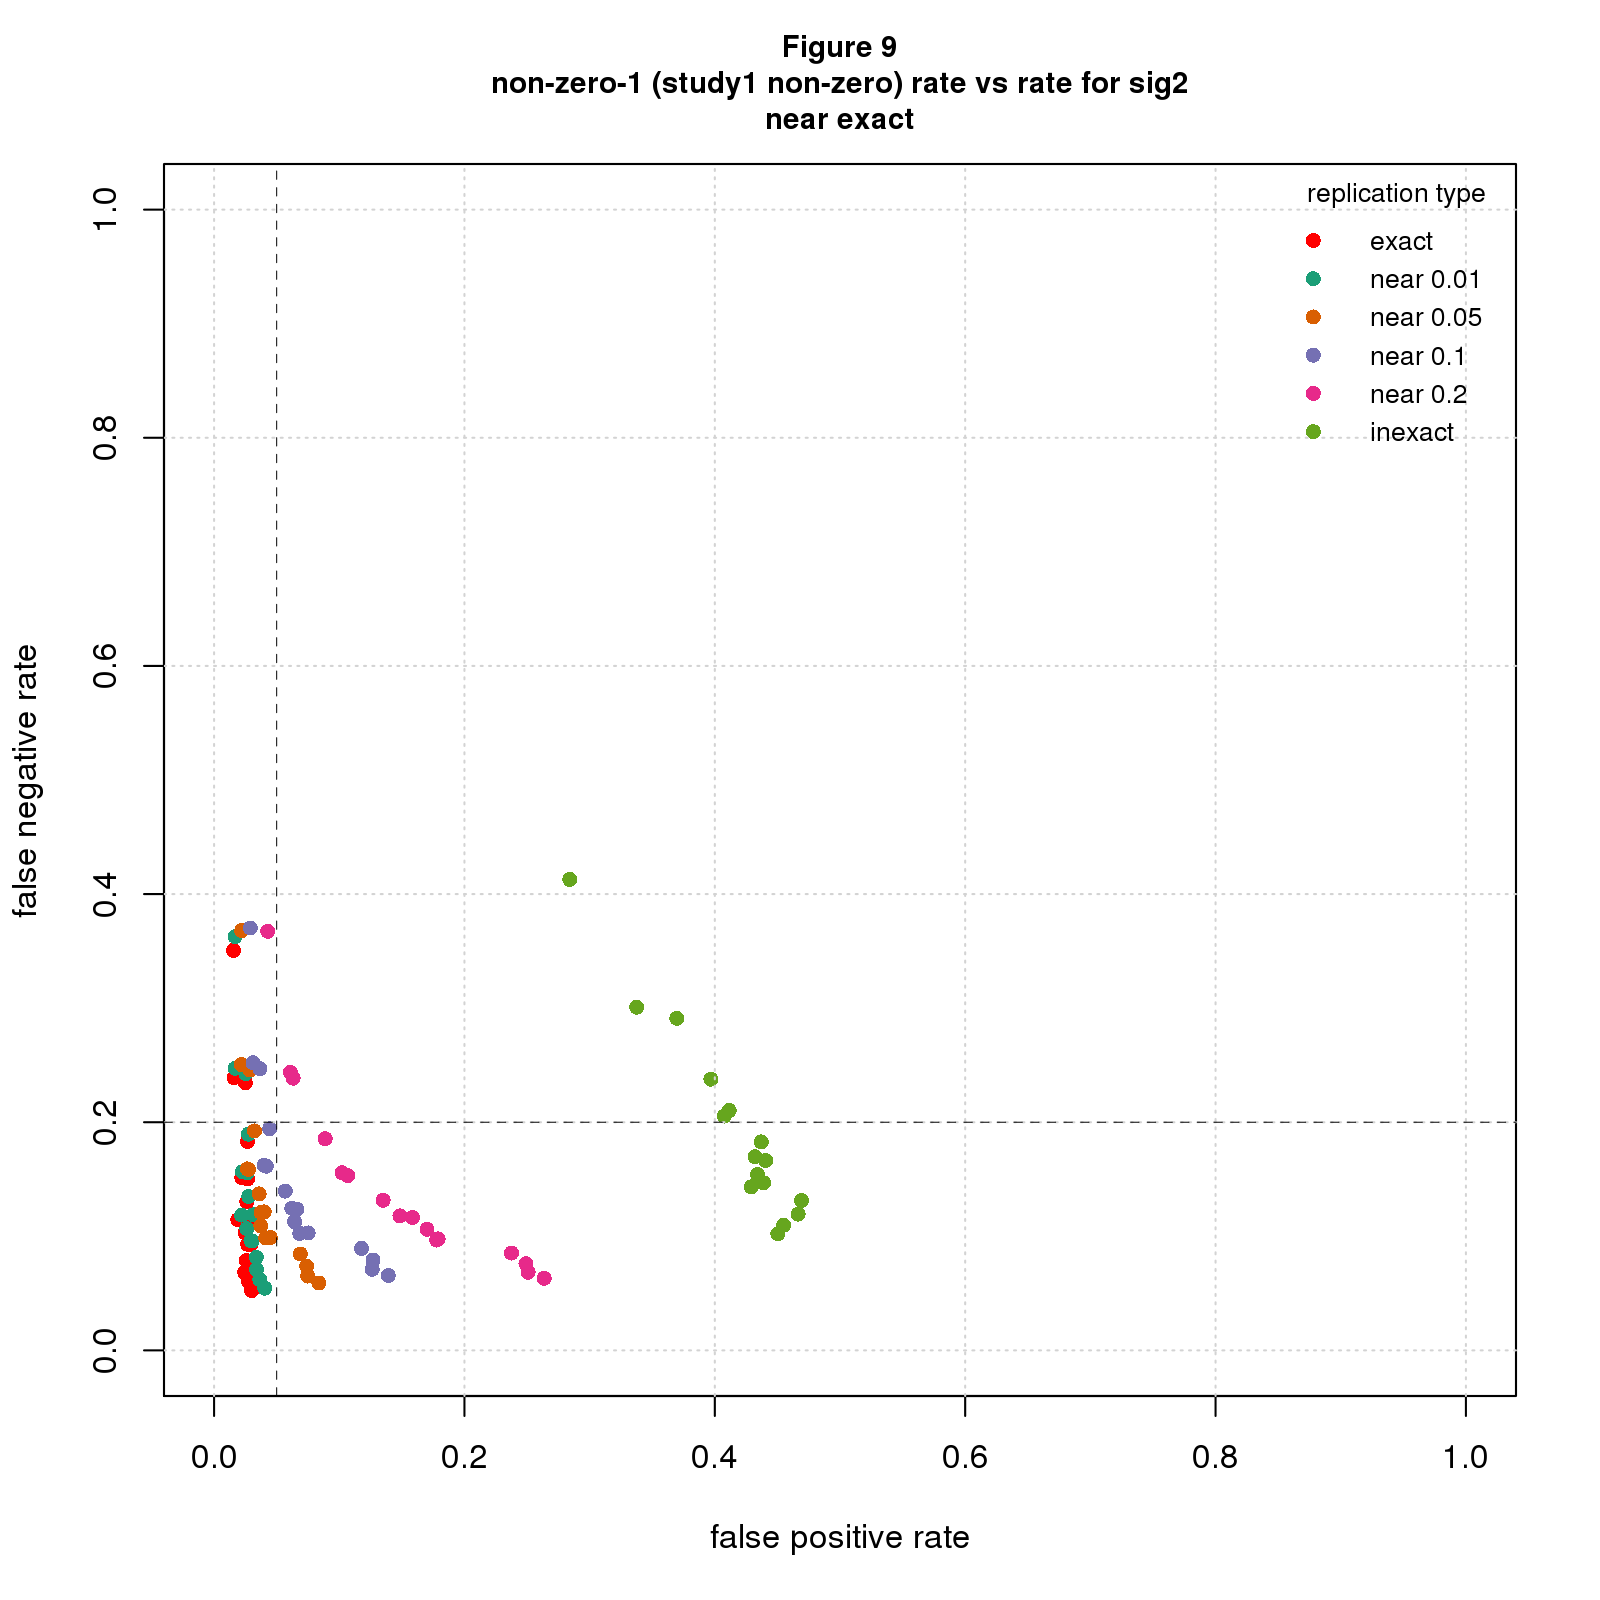 Figure 9
non-zero-1 (study1 non-zero) rate vs rate for sig2
near exact
replication type
exact
near 0.01
near 0.05
near 0.1
near 0.2
inexact
false negative rate
1.0
0.8
0.6
0.4
0.2
0.0
0.0 0.2 0.4 0.6 0.8 1.0
false positive rate